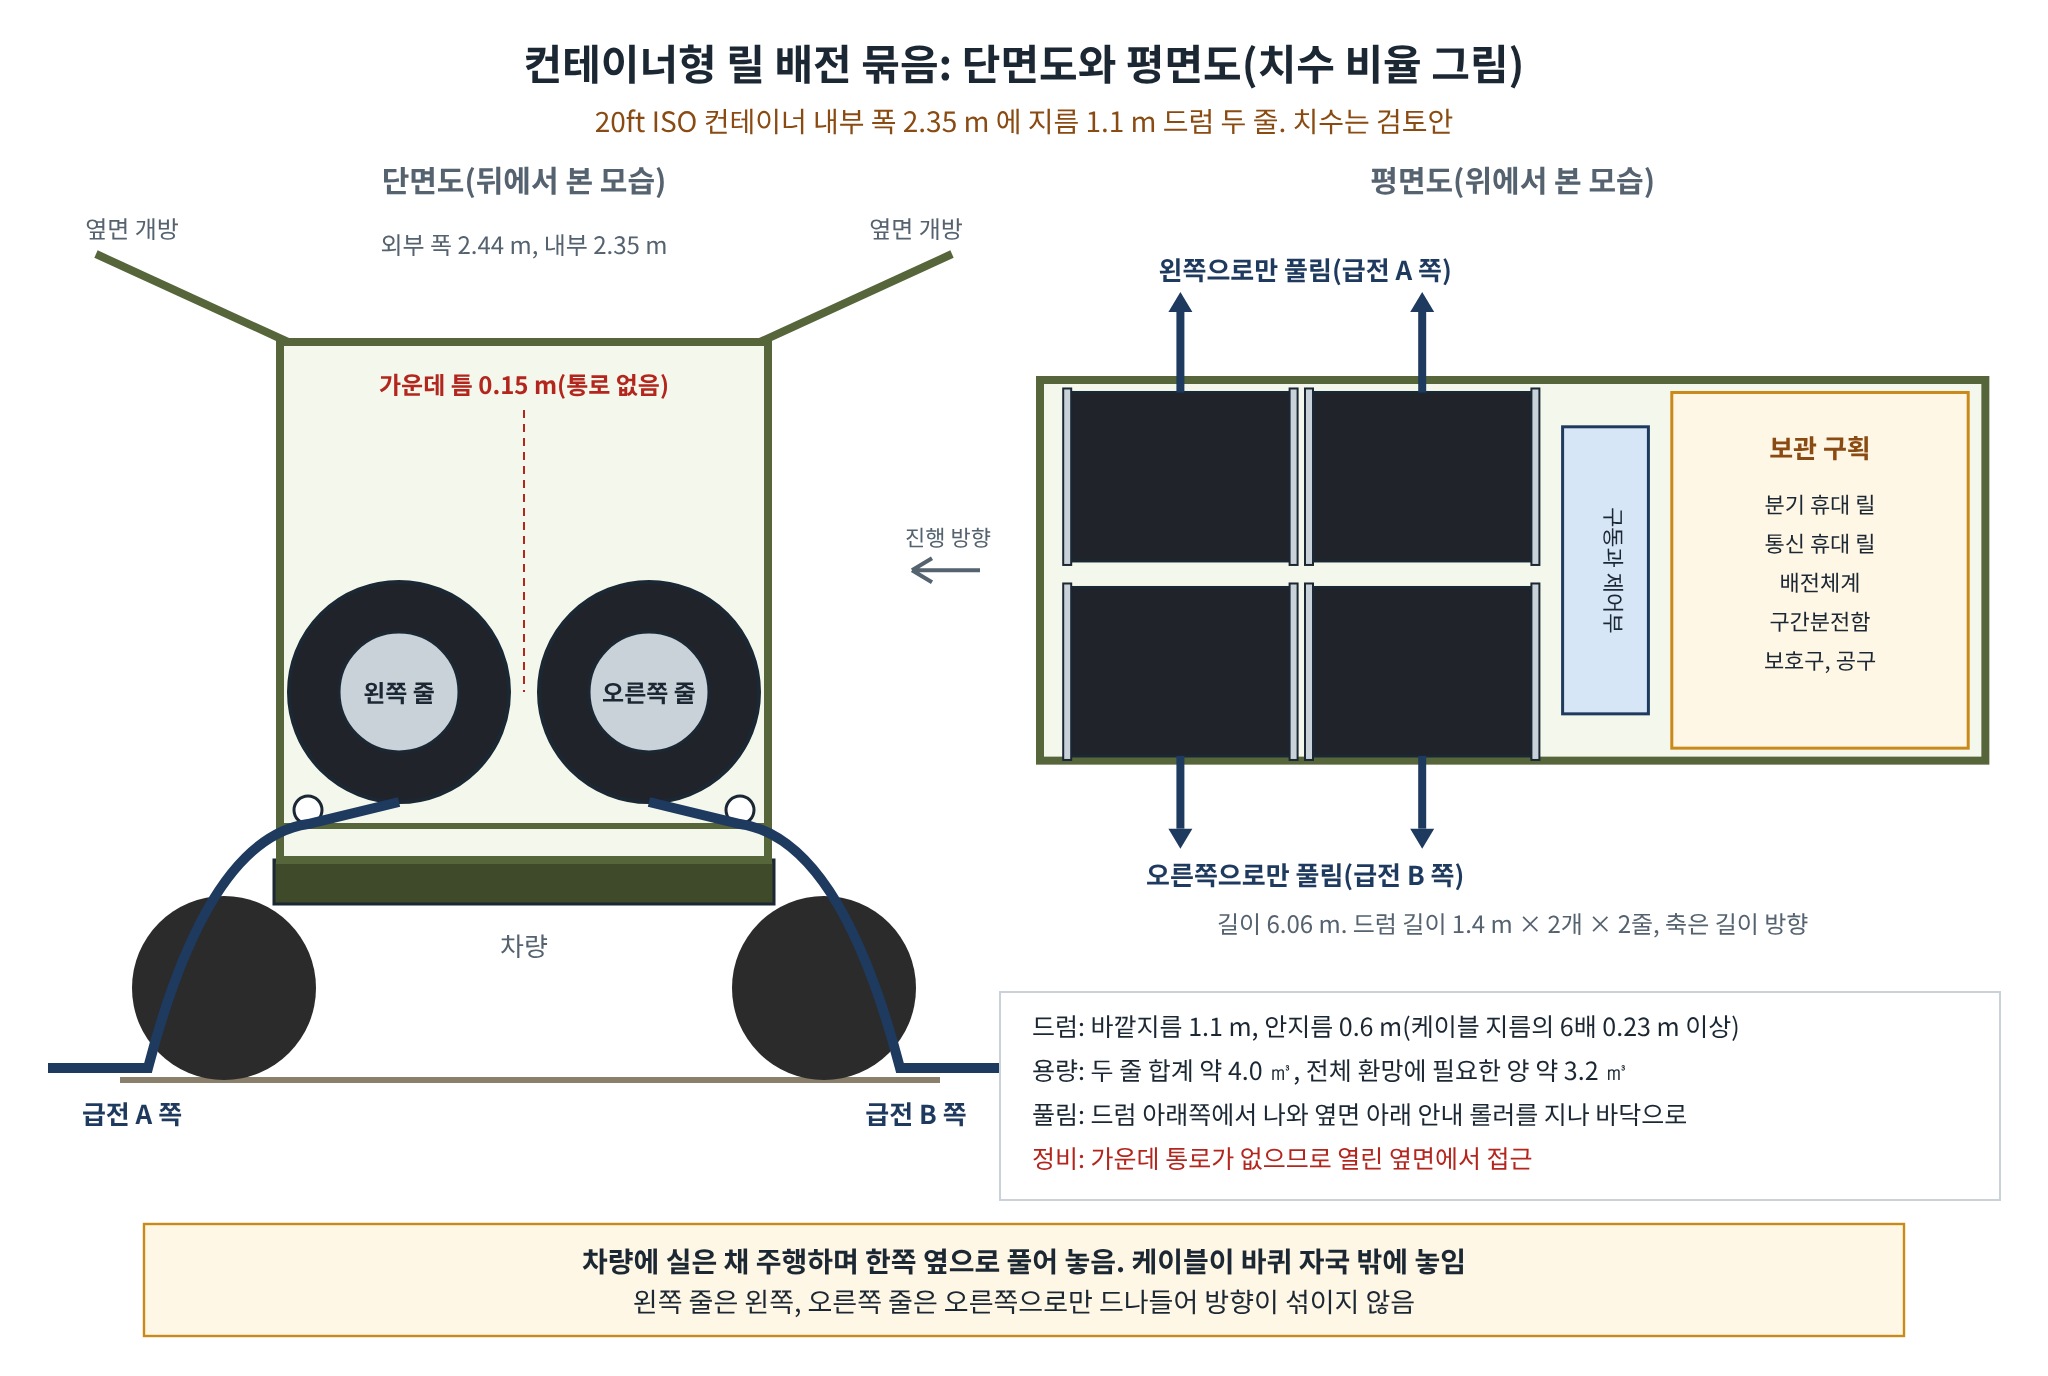 컨테이너형 릴 배전 묶음: 단면도와 평면도(치수 비율 그림)
20ft ISO 컨테이너 내부 폭 2.35 m 에 지름 1.1 m 드럼 두 줄. 치수는 검토안
단면도(뒤에서 본 모습)
옆면 개방
외부 폭 2.44 m, 내부 2.35 m
옆면 개방
가운데 틈 0.15 m(통로 없음)
왼쪽 줄
오른쪽 줄
차량
급전 A 쪽
급전 B 쪽
평면도(위에서 본 모습)
왼쪽으로만 풀림(급전 A 쪽)
진행 방향
구동과 제어부
보관 구획
분기 휴대 릴
통신 휴대 릴
배전체계
구간분전함
보호구, 공구
오른쪽으로만 풀림(급전 B 쪽)
길이 6.06 m. 드럼 길이 1.4 m × 2개 × 2줄, 축은 길이 방향
드럼: 바깥지름 1.1 m, 안지름 0.6 m(케이블 지름의 6배 0.23 m 이상)
용량: 두 줄 합계 약 4.0 ㎥, 전체 환망에 필요한 양 약 3.2 ㎥
풀림: 드럼 아래쪽에서 나와 옆면 아래 안내 롤러를 지나 바닥으로
정비: 가운데 통로가 없으므로 열린 옆면에서 접근
차량에 실은 채 주행하며 한쪽 옆으로 풀어 놓음. 케이블이 바퀴 자국 밖에 놓임
왼쪽 줄은 왼쪽, 오른쪽 줄은 오른쪽으로만 드나들어 방향이 섞이지 않음